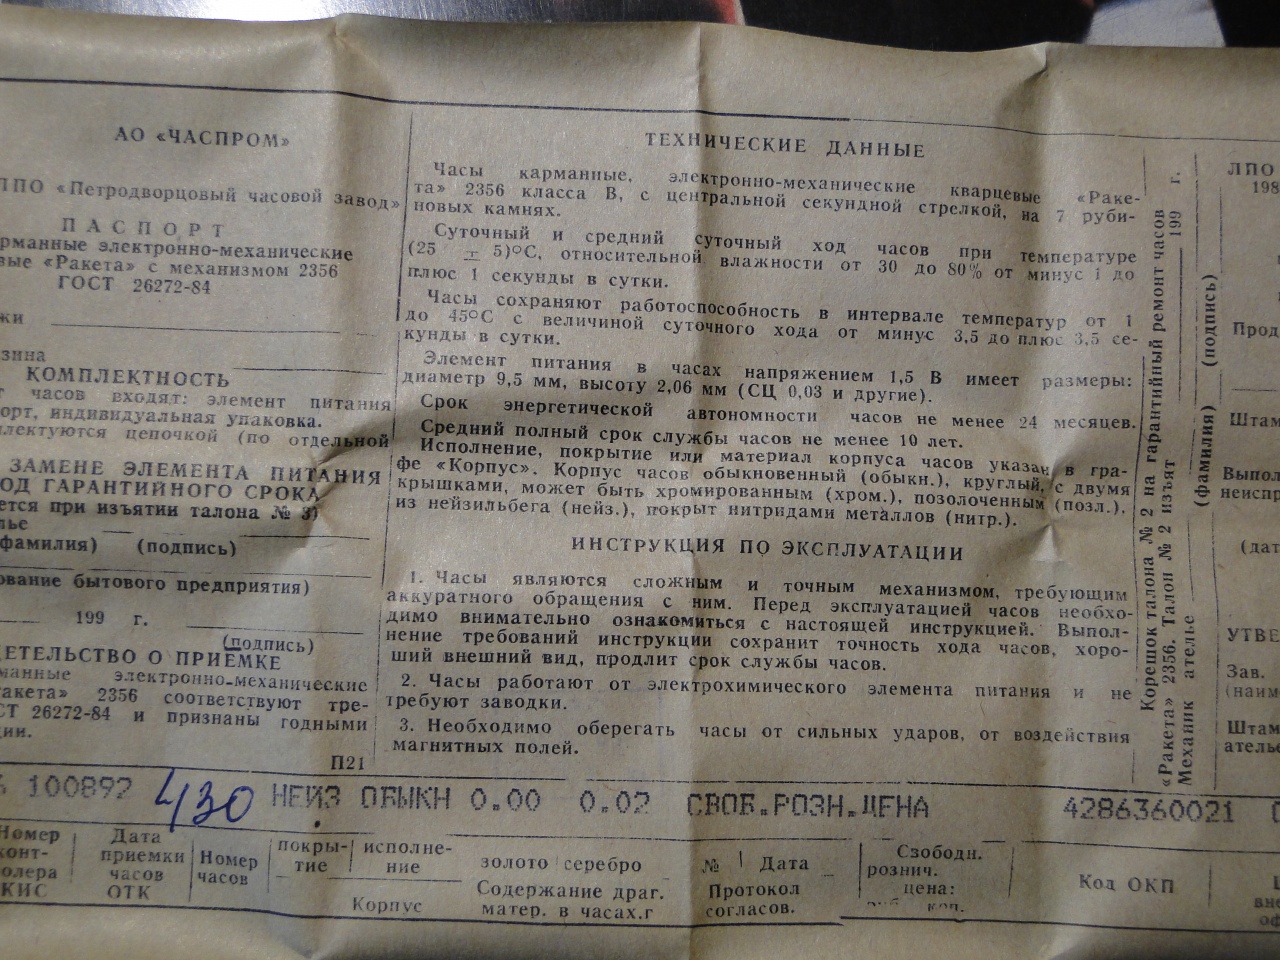 АО «ЧАСПРОМ»
ЛПО «Петродворцовый часовой завод»
ПАСПОРТ
электронно-механические
«Ракета» с механизмом 2356
ГОСТ 26272-84
КОМПЛЕКТНОСТЬ
часов входят: элемент питания
индивидуальная упаковка.
цепочкой (по отдельной
ЗАМЕНЕ ЭЛЕМЕНТА ПИТАНИЯ
ГАРАНТИЙНОГО СРОКА
при изъятии талона № 3)
фамилия) (подпись)
бытового предприятия)
199 г.
(подпись)
О ПРИЕМКЕ
электронно-механические
2356 соответствуют тре-
26272-84 и признаны годными
П21
ТЕХНИЧЕСКИЕ ДАННЫЕ
Часы карманные, электронно-механические кварцевые «Раке-
та» 2356 класса В, с центральной секундной стрелкой, на 7 руби-
новых камнях.
Суточный и средний суточный ход часов при температуре
(25 ± 5)°С, относительной влажности от 30 до 80% от минус 1 до
плюс 1 секунды в сутки.
Часы сохраняют работоспособность в интервале температур от 1
до 45°С с величиной суточного хода от минус 3,5 до плюс 3,5 се-
кунды в сутки.
Элемент питания в часах напряжением 1,5 В имеет размеры:
диаметр 9,5 мм, высоту 2,06 мм (СЦ 0,03 и другие).
Срок энергетической автономности часов не менее 24 месяцев.
Средний полный срок службы часов не менее 10 лет.
Исполнение, покрытие или материал корпуса часов указан в гра-
фе «Корпус». Корпус часов обыкновенный (обыкн.), круглый, с двумя
крышками, может быть хромированным (хром.), позолоченным (позл.),
из нейзильбега (нейз.), покрыт нитридами металлов (нитр.).
ИНСТРУКЦИЯ ПО ЭКСПЛУАТАЦИИ
1. Часы являются сложным и точным механизмом, требующим
аккуратного обращения с ним. Перед эксплуатацией часов необхо-
димо внимательно ознакомиться с настоящей инструкцией. Выпол-
нение требований инструкции сохранит точность хода часов, хоро-
ший внешний вид, продлит срок службы часов.
2. Часы работают от электрохимического элемента питания и не
требуют заводки.
3. Необходимо оберегать часы от сильных ударов, от воздействия
магнитных полей.
Корешок талона № 2 на гарантийный ремонт часов
«Ракета» 2356. Талон № 2 изъят 199 г.
Механик ателье
(фамилия) (подпись)
ЛПО
198
Прод
Штам
Выпол
неиспр
(дат
УТВЕ
Зав.
(наим
Штам
ателье
100892 430 НЕЙЗ ОБЫКН 0.00 0.02 СВОБ.РОЗН.ЦЕНА 4286360021
Номер
КИС
Дата
приемки
часов
ОТК
Номер
часов
покры-
тие
исполне-
ние
Корпус
золото серебро
Содержание драг.
матер. в часах.г
№ Дата
Протокол
согласов.
Свободн.
рознич.
цена:
Код ОКП